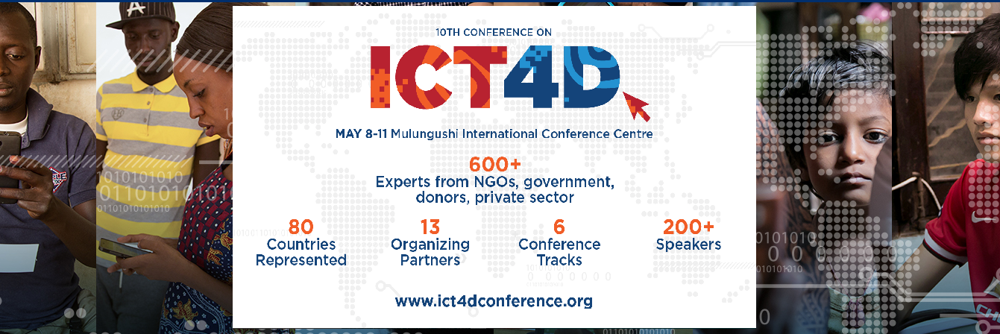 10TH CONFERENCE ON
ICT4D
MAY 8-11 Mulungushi International Conference Centre
600+
Experts from NGOs, government,
donors, private sector
80
Countries
Represented
13
Organizing
Partners
6
Conference
Tracks
200+
Speakers
www.ict4dconference.org